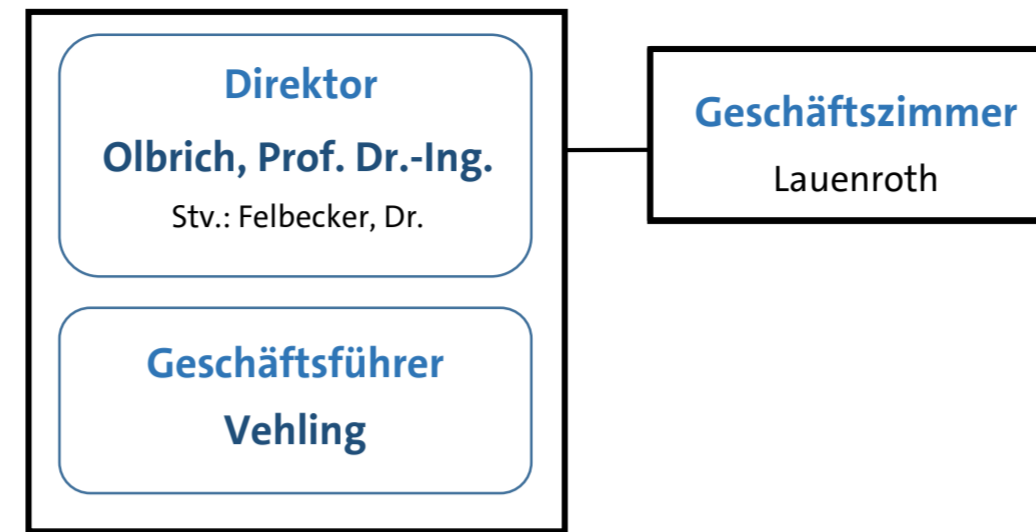 Direktor
Olbrich, Prof. Dr.-Ing.
Stv.: Felbecker, Dr.
Geschäftsführer
Vehling
Geschäftszimmer
Lauenroth